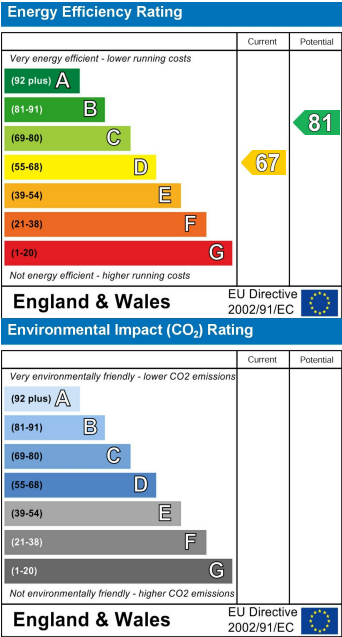 Energy Efficiency Rating
Current Potential
Very energy efficient - lower running costs
(92 plus) A
(81-91) B
81
(69-80) C
(55-68) D
67
(39-54) E
(21-38) F
(1-20) G
Not energy efficient - higher running costs
England & Wales
EU Directive
2002/91/EC
Environmental Impact (CO₂) Rating
Current Potential
Very environmentally friendly - lower CO2 emissions
(92 plus) A
(81-91) B
(69-80) C
(55-68) D
(39-54) E
(21-38) F
(1-20) G
Not environmentally friendly - higher CO2 emissions
England & Wales
EU Directive
2002/91/EC